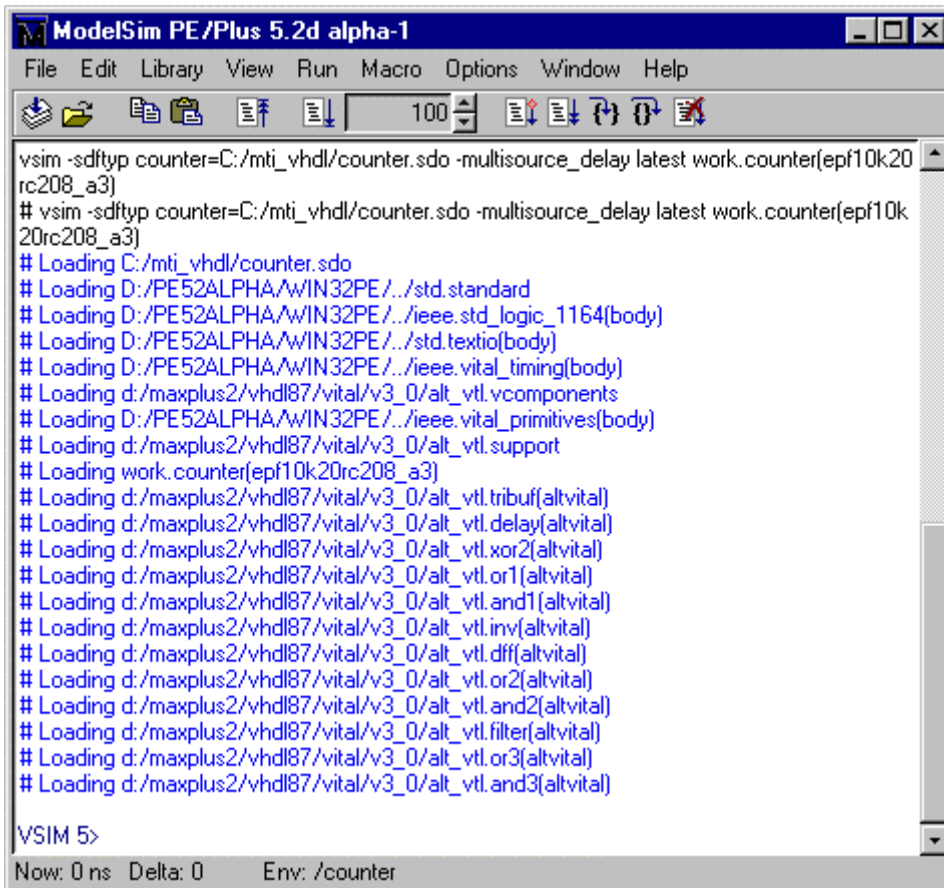 ModelSim PE/Plus 5.2d alpha-1
File Edit Library View Run Macro Options Window Help
100
vsim -sdftyp counter=C:/mti_vhdl/counter.sdo -multisource_delay latest work.counter(epf10k20
rc208_a3)
# vsim -sdftyp counter=C:/mti_vhdl/counter.sdo -multisource_delay latest work.counter(epf10k
20rc208_a3)
# Loading C:/mti_vhdl/counter.sdo
# Loading D:/PE52ALPHA/WIN32PE/../std.standard
# Loading D:/PE52ALPHA/WIN32PE/../ieee.std_logic_1164(body)
# Loading D:/PE52ALPHA/WIN32PE/../std.textio(body)
# Loading D:/PE52ALPHA/WIN32PE/../ieee.vital_timing(body)
# Loading d:/maxplus2/vhdl87/vital/v3_0/alt_vtl.vcomponents
# Loading D:/PE52ALPHA/WIN32PE/../ieee.vital_primitives(body)
# Loading d:/maxplus2/vhdl87/vital/v3_0/alt_vtl.support
# Loading work.counter(epf10k20rc208_a3)
# Loading d:/maxplus2/vhdl87/vital/v3_0/alt_vtl.tribuf(altvital)
# Loading d:/maxplus2/vhdl87/vital/v3_0/alt_vtl.delay(altvital)
# Loading d:/maxplus2/vhdl87/vital/v3_0/alt_vtl.xor2(altvital)
# Loading d:/maxplus2/vhdl87/vital/v3_0/alt_vtl.or1(altvital)
# Loading d:/maxplus2/vhdl87/vital/v3_0/alt_vtl.and1(altvital)
# Loading d:/maxplus2/vhdl87/vital/v3_0/alt_vtl.inv(altvital)
# Loading d:/maxplus2/vhdl87/vital/v3_0/alt_vtl.dff(altvital)
# Loading d:/maxplus2/vhdl87/vital/v3_0/alt_vtl.or2(altvital)
# Loading d:/maxplus2/vhdl87/vital/v3_0/alt_vtl.and2(altvital)
# Loading d:/maxplus2/vhdl87/vital/v3_0/alt_vtl.filter(altvital)
# Loading d:/maxplus2/vhdl87/vital/v3_0/alt_vtl.or3(altvital)
# Loading d:/maxplus2/vhdl87/vital/v3_0/alt_vtl.and3(altvital)
VSIM 5>
Now: 0 ns Delta: 0 Env: /counter